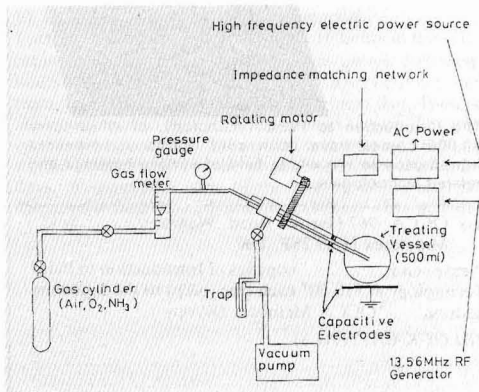 High frequency electric power source
Impedance matching network
Rotating motor
AC Power
Pressure
gauge
Gas flow
meter
Treating
Vessel
(500ml)
Gas cylinder
(Air, O₂, NH₃)
Trap
Capacitive
Electrodes
Vacuum
pump
13.56MHz RF
Generator